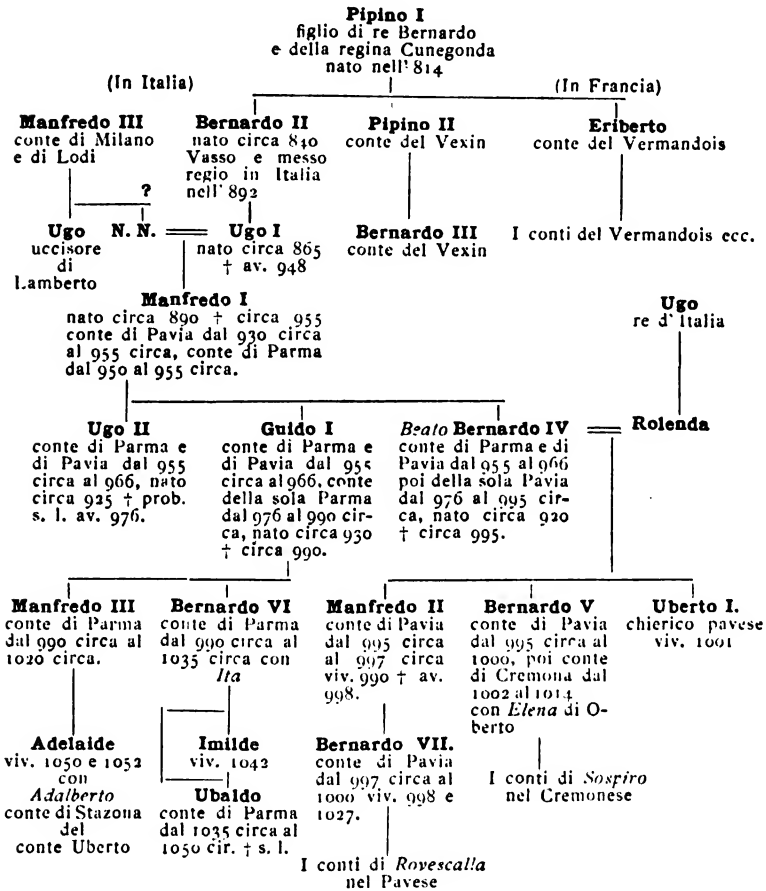 Pipino I
figlio di re Bernardo
e della regina Cunegonda
nato nell' 814
(In Italia)
(In Francia)
Manfredo III
conte di Milano
e di Lodi
Bernardo II
nato circa 840
Vasso e messo
regio in Italia
nell' 892
Pipino II
conte del Vexin
Eriberto
conte del Vermandois
?
Ugo
uccisore
di
Lamberto
N. N.
Ugo I
nato circa 865
† av. 948
Bernardo III
conte del Vexin
I conti del Vermandois ecc.
Manfredo I
nato circa 890 † circa 955
conte di Pavia dal 930 circa
al 955 circa, conte di Parma
dal 950 al 955 circa.
Ugo
re d' Italia
Ugo II
conte di Parma e
di Pavia dal 955
circa al 966, nato
circa 925 † prob.
s. l. av. 976.
Guido I
conte di Parma e
di Pavia dal 955
circa al 966, conte
della sola Parma
dal 976 al 990 cir-
ca, nato circa 930
† circa 990.
Beato Bernardo IV
conte di Parma e di
Pavia dal 955 al 966
poi della sola Pavia
dal 976 al 995 cir-
ca, nato circa 920
† circa 995.
Rolenda
Manfredo III
conte di Parma
dal 990 circa al
1020 circa.
Bernardo VI
conte di Parma
dal 990 circa al
1035 circa con
Ita
Manfredo II
conte di Pavia
dal 995 circa
al 997 circa
viv. 990 † av.
998.
Bernardo V
conte di Pavia
dal 995 circa al
1000, poi conte
di Cremona dal
1002 al 1014
con Elena di O-
berto
Uberto I.
chierico pavese
viv. 1001
Adelaide
viv. 1050 e 1052
con
Adalberto
conte di Stazona
del
conte Uberto
Imilde
viv. 1042
Ubaldo
conte di Parma
dal 1035 circa al
1050 cir. † s. l.
Bernardo VII.
conte di Pavia
dal 997 circa al
1000 viv. 998 e
1027.
I conti di Sospiro
nel Cremonese
I conti di Rovescalla
nel Pavese